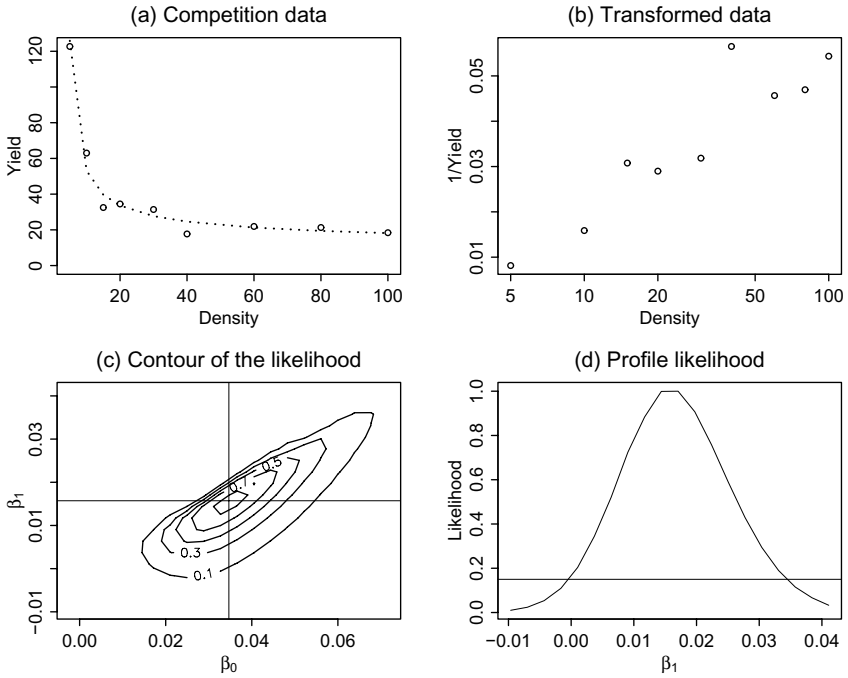 (a) Competition data
Yield
0 20 40 60 80 120
20 40 60 80 100
Density
(b) Transformed data
1/Yield
0.01 0.03 0.05
5 10 20 50 100
Density
(c) Contour of the likelihood
β1
−0.01 0.01 0.03
0.5
0.3
0.1
0.00 0.02 0.04 0.06
β0
(d) Profile likelihood
Likelihood
0.0 0.2 0.4 0.6 0.8 1.0
−0.01 0.00 0.01 0.02 0.03 0.04
β1